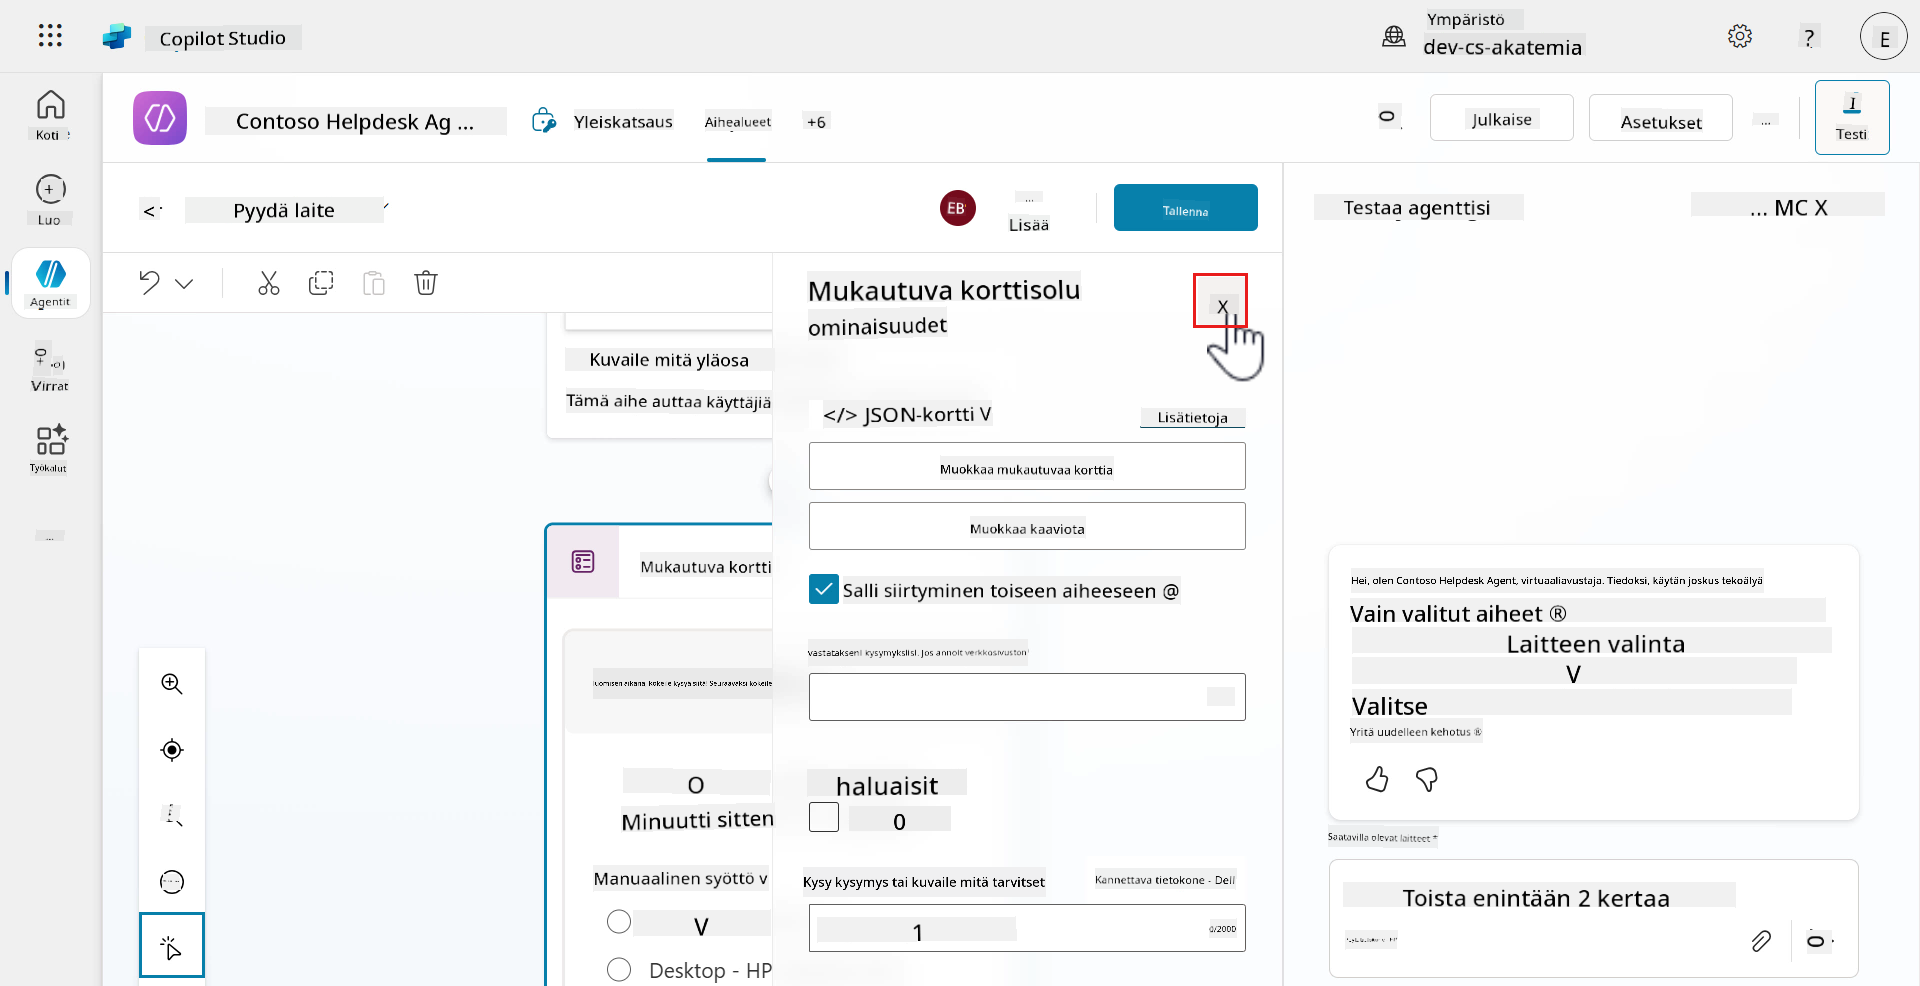 Copilot Studio
Ympäristö
dev-cs-akatemia
?
E
Koti
Luo
Agentit
Virrat
Työkalut
...
Contoso Helpdesk Ag ...
Yleiskatsaus
Aihealueet
+6
Julkaise
Asetukset
...
Testi
<
Pyydä laite
EB
...
Lisää
Tallenna
Testaa agenttisi
... MC X
Kuvaile mitä yläosa
Tämä aihe auttaa käyttäjiä
Mukautuva kortti
Minuutti sitten
Manuaalinen syöttö v
V
Desktop - HP
Mukautuva korttisolu
ominaisuudet
X
</> JSON-kortti V
Lisätietoja
Muokkaa mukautuvaa korttia
Muokkaa kaaviota
Salli siirtyminen toiseen aiheeseen @
vastatakseni kysymyksiisi. Jos annoit verkkosivuston
haluaisit
0
Kysy kysymys tai kuvaile mitä tarvitset
Kannettava tietokone - Dell
1
0/2000
Hei, olen Contoso Helpdesk Agent, virtuaaliavustaja. Tiedoksi, käytän joskus tekoälyä
Vain valitut aiheet ®
Laitteen valinta
V
Valitse
Yritä uudelleen kehotus ®
Saatavilla olevat laitteet *
Toista enintään 2 kertaa